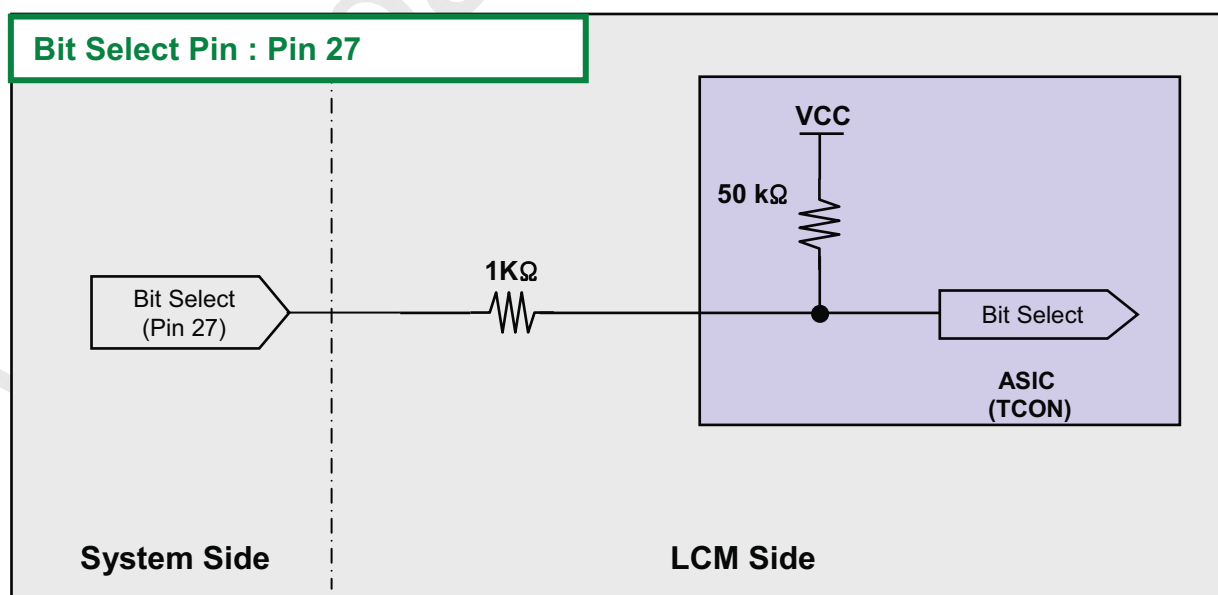 Bit Select Pin : Pin 27
VCC
50 kΩ
1KΩ
Bit Select
(Pin 27)
Bit Select
ASIC
(TCON)
System Side
LCM Side